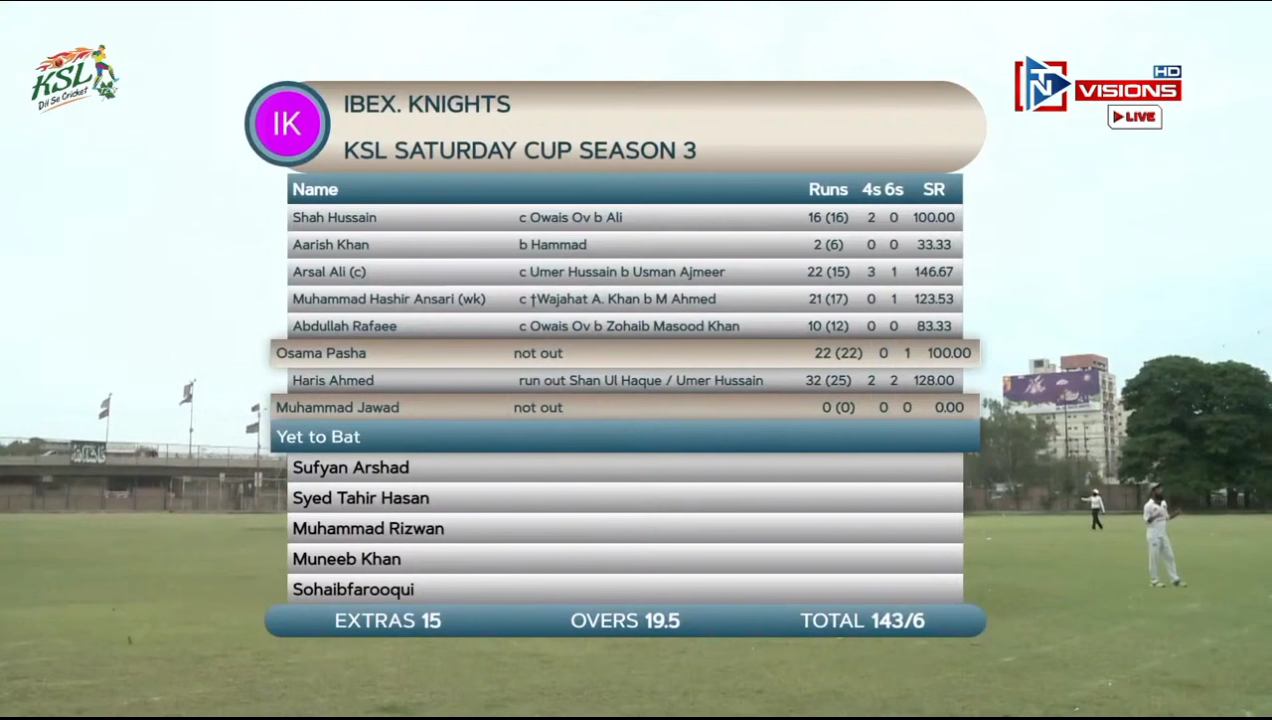 KSL
Dil Se Cricket
TN
HD
VISIONS
LIVE
IK
IBEX. KNIGHTS
KSL SATURDAY CUP SEASON 3
Name Runs 4s 6s SR
Shah Hussain c Owais Ov b Ali 16 (16) 2 0 100.00
Aarish Khan b Hammad 2 (6) 0 0 33.33
Arsal Ali (c) c Umer Hussain b Usman Ajmeer 22 (15) 3 1 146.67
Muhammad Hashir Ansari (wk) c †Wajahat A. Khan b M Ahmed 21 (17) 0 1 123.53
Abdullah Rafaee c Owais Ov b Zohaib Masood Khan 10 (12) 0 0 83.33
Osama Pasha not out 22 (22) 0 1 100.00
Haris Ahmed run out Shan Ul Haque / Umer Hussain 32 (25) 2 2 128.00
Muhammad Jawad not out 0 (0) 0 0 0.00
Yet to Bat
Sufyan Arshad
Syed Tahir Hasan
Muhammad Rizwan
Muneeb Khan
Sohaibfarooqui
EXTRAS 15 OVERS 19.5 TOTAL 143/6